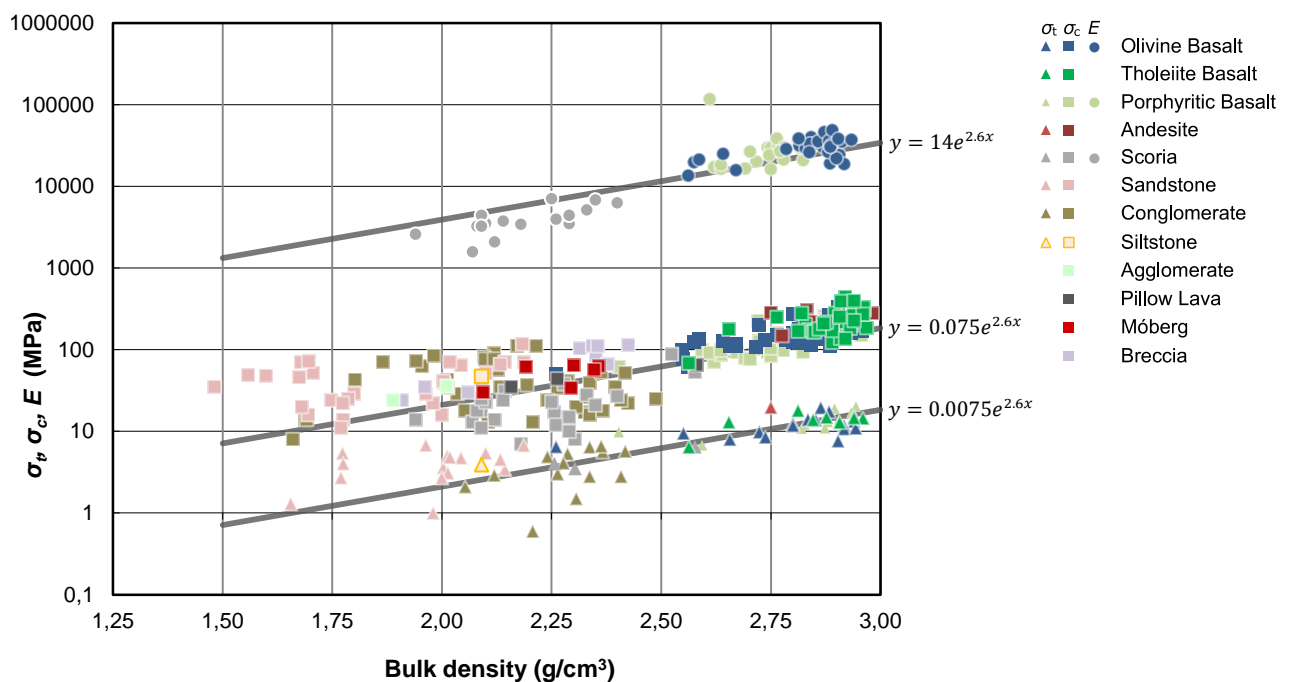 1000000
100000
10000
1000
100
10
1
0,1
σt, σc, E (MPa)
1,25 1,50 1,75 2,00 2,25 2,50 2,75 3,00
Bulk density (g/cm³)
y = 14e^2.6x
y = 0.075e^2.6x
y = 0.0075e^2.6x
σt σc E
Olivine Basalt
Tholeiite Basalt
Porphyritic Basalt
Andesite
Scoria
Sandstone
Conglomerate
Siltstone
Agglomerate
Pillow Lava
Móberg
Breccia